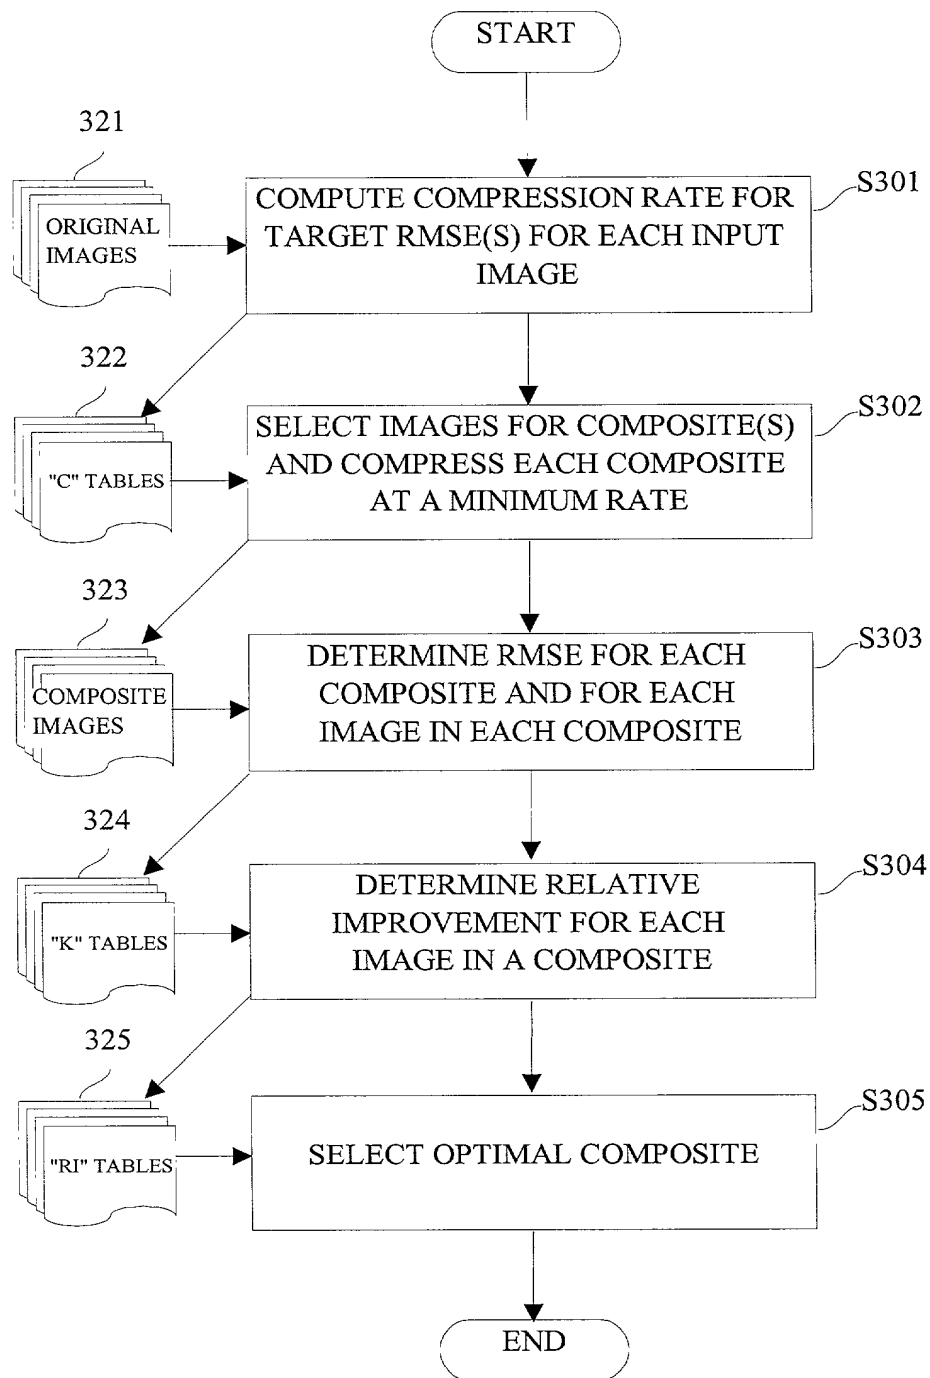 START
321
ORIGINAL
IMAGES
S301
COMPUTE COMPRESSION RATE FOR
TARGET RMSE(S) FOR EACH INPUT
IMAGE
322
"C" TABLES
S302
SELECT IMAGES FOR COMPOSITE(S)
AND COMPRESS EACH COMPOSITE
AT A MINIMUM RATE
323
COMPOSITE
IMAGES
S303
DETERMINE RMSE FOR EACH
COMPOSITE AND FOR EACH
IMAGE IN EACH COMPOSITE
324
"K" TABLES
S304
DETERMINE RELATIVE
IMPROVEMENT FOR EACH
IMAGE IN A COMPOSITE
325
"RI" TABLES
S305
SELECT OPTIMAL COMPOSITE
END